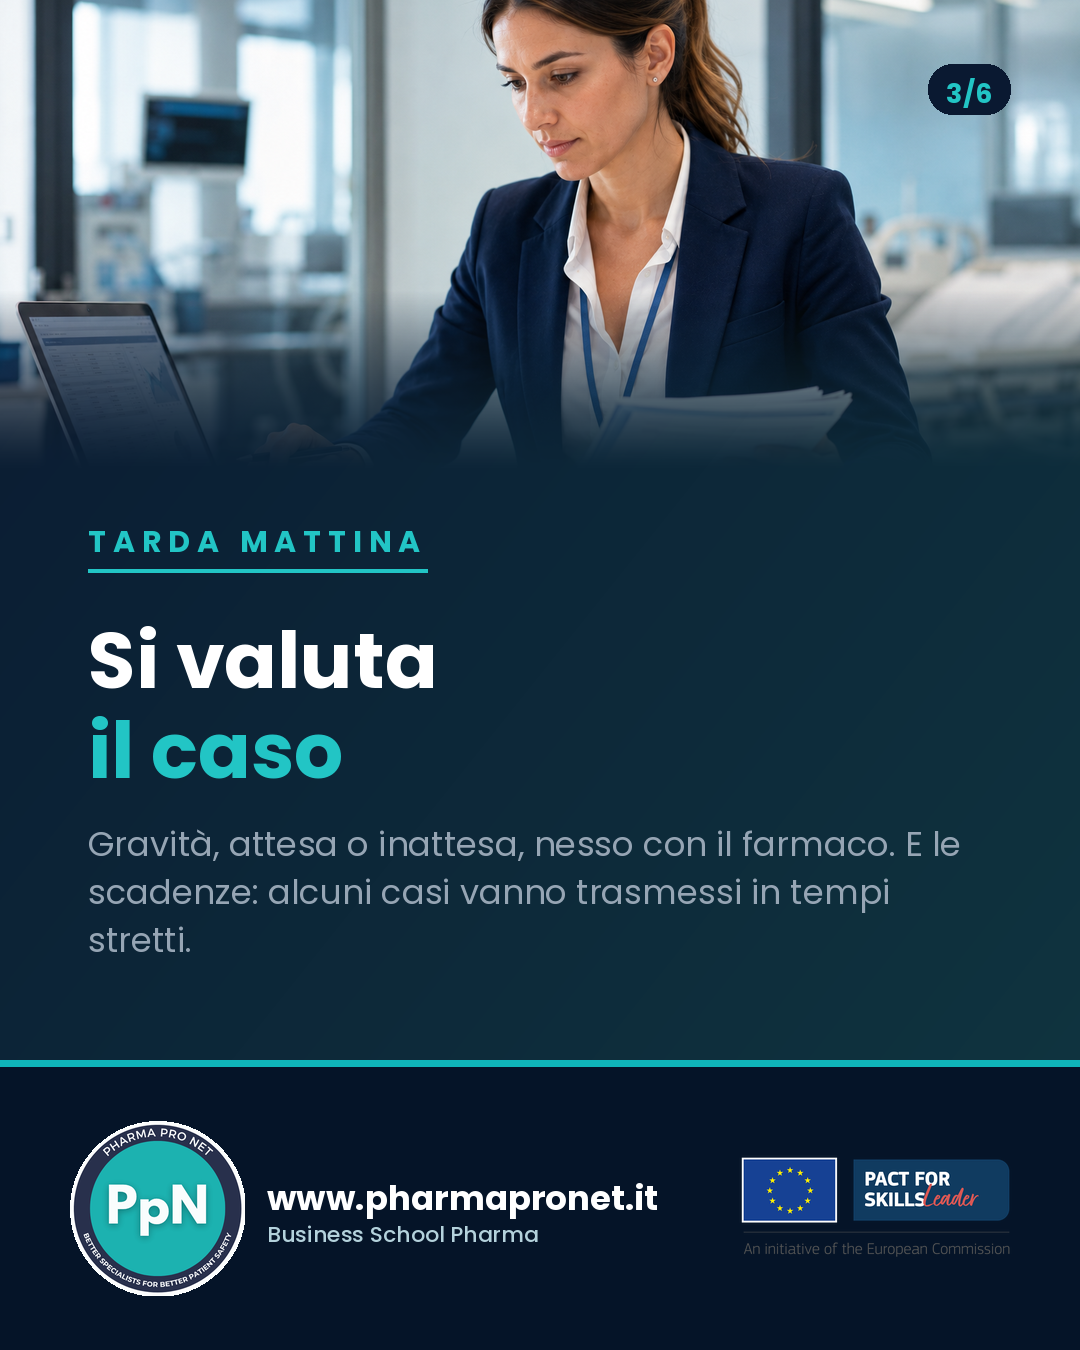 3/6
TARDA MATTINA
Si valuta
il caso
Gravità, attesa o inattesa, nesso con il farmaco. E le
scadenze: alcuni casi vanno trasmessi in tempi
stretti.
PHARMA PRO NET
PpN
BETTER SPECIALISTS FOR BETTER PATIENT SAFETY
www.pharmapronet.it
Business School Pharma
PACT FOR
SKILLS Leader
An initiative of the European Commission